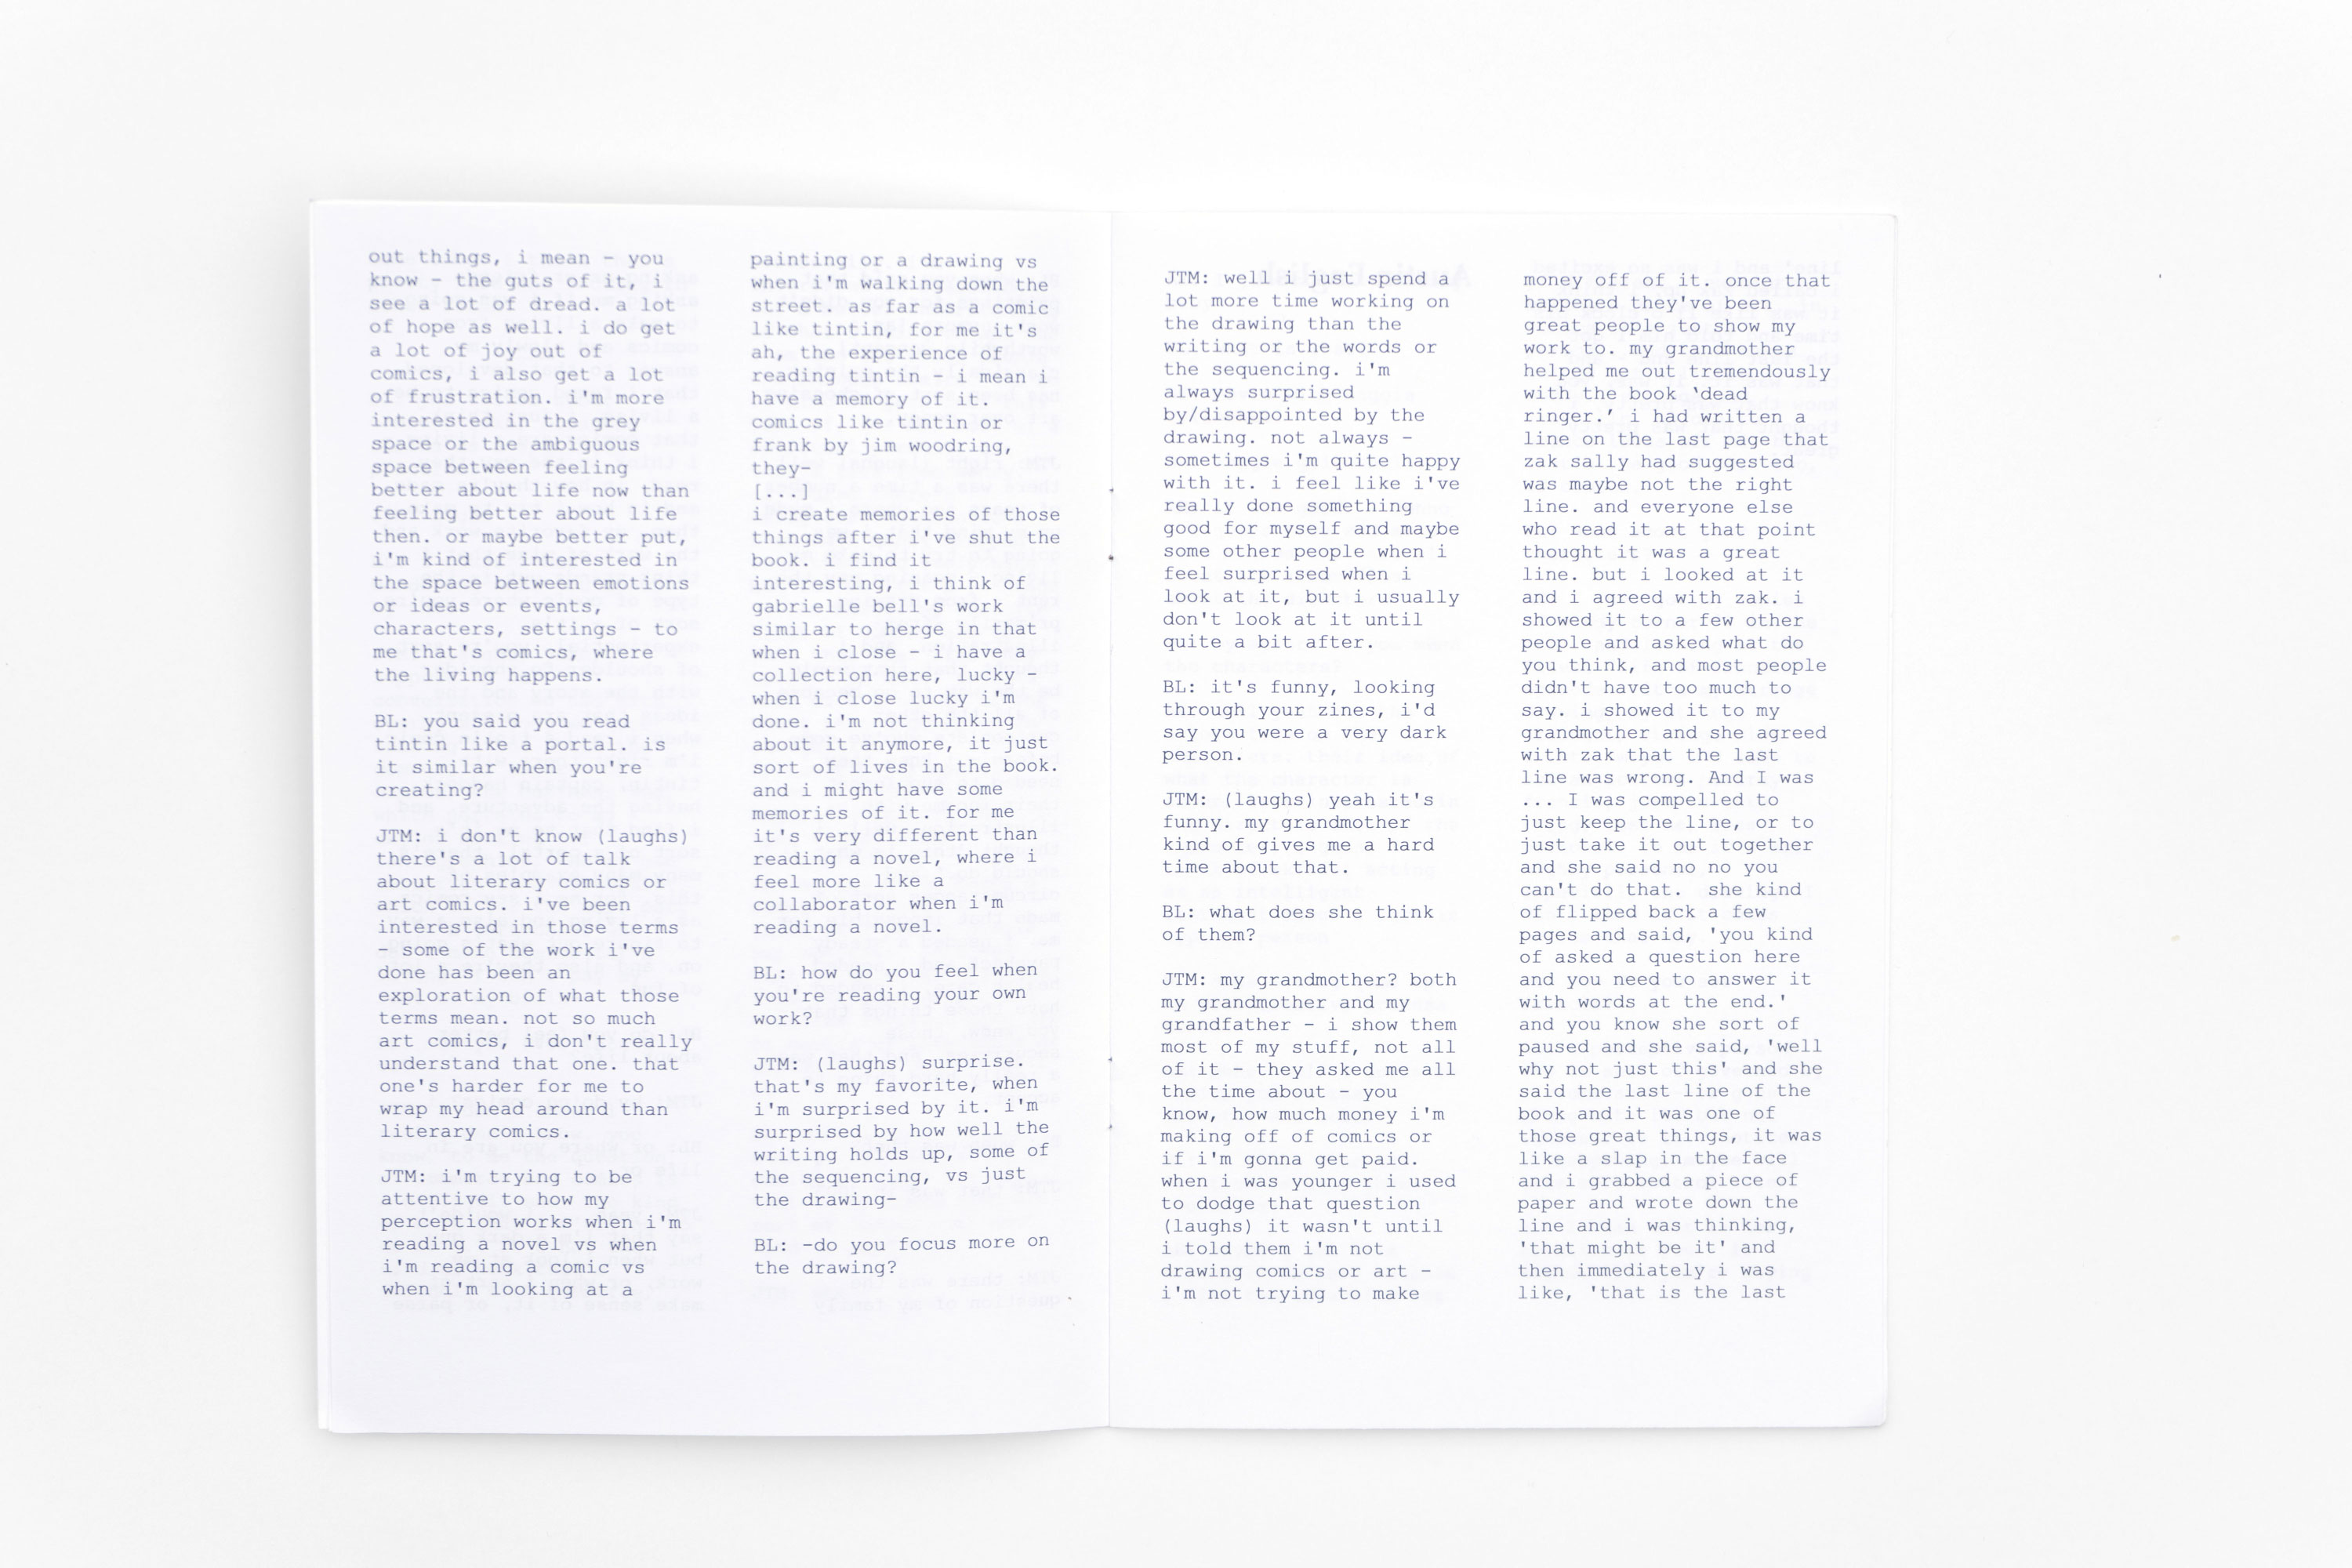 out things, i mean - you
know - the guts of it, i
see a lot of dread. a lot
of hope as well. i do get
a lot of joy out of
comics, i also get a lot
of frustration. i'm more
interested in the grey
space or the ambiguous
space between feeling
better about life now than
feeling better about life
then. or maybe better put,
i'm kind of interested in
the space between emotions
or ideas or events,
characters, settings - to
me that's comics, where
the living happens.
BL: you said you read
tintin like a portal. is
it similar when you're
creating?
JTM: i don't know (laughs)
there's a lot of talk
about literary comics or
art comics. i've been
interested in those terms
- some of the work i've
done has been an
exploration of what those
terms mean. not so much
art comics, i don't really
understand that one. that
one's harder for me to
wrap my head around than
literary comics.
JTM: i'm trying to be
attentive to how my
perception works when i'm
reading a novel vs when
i'm reading a comic vs
when i'm looking at a
painting or a drawing vs
when i'm walking down the
street. as far as a comic
like tintin, for me it's
ah, the experience of
reading tintin - i mean i
have a memory of it.
comics like tintin or
frank by jim woodring,
they-
[...]
i create memories of those
things after i've shut the
book. i find it
interesting, i think of
gabrielle bell's work
similar to herge in that
when i close - i have a
collection here, lucky -
when i close lucky i'm
done. i'm not thinking
about it anymore, it just
sort of lives in the book.
and i might have some
memories of it. for me
it's very different than
reading a novel, where i
feel more like a
collaborator when i'm
reading a novel.
BL: how do you feel when
you're reading your own
work?
JTM: (laughs) surprise.
that's my favorite, when
i'm surprised by it. i'm
surprised by how well the
writing holds up, some of
the sequencing, vs just
the drawing-
BL: -do you focus more on
the drawing?
JTM: well i just spend a
lot more time working on
the drawing than the
writing or the words or
the sequencing. i'm
always surprised
by/disappointed by the
drawing. not always -
sometimes i'm quite happy
with it. i feel like i've
really done something
good for myself and maybe
some other people when i
feel surprised when i
look at it, but i usually
don't look at it until
quite a bit after.
BL: it's funny, looking
through your zines, i'd
say you were a very dark
person.
JTM: (laughs) yeah it's
funny. my grandmother
kind of gives me a hard
time about that.
BL: what does she think
of them?
JTM: my grandmother? both
my grandmother and my
grandfather - i show them
most of my stuff, not all
of it - they asked me all
the time about - you
know, how much money i'm
making off of comics or
if i'm gonna get paid.
when i was younger i used
to dodge that question
(laughs) it wasn't until
i told them i'm not
drawing comics or art -
i'm not trying to make
money off of it. once that
happened they've been
great people to show my
work to. my grandmother
helped me out tremendously
with the book ‘dead
ringer.’ i had written a
line on the last page that
zak sally had suggested
was maybe not the right
line. and everyone else
who read it at that point
thought it was a great
line. but i looked at it
and i agreed with zak. i
showed it to a few other
people and asked what do
you think, and most people
didn't have too much to
say. i showed it to my
grandmother and she agreed
with zak that the last
line was wrong. And I was
... I was compelled to
just keep the line, or to
just take it out together
and she said no no you
can't do that.  she kind
of flipped back a few
pages and said, 'you kind
of asked a question here
and you need to answer it
with words at the end.'
and you know she sort of
paused and she said, 'well
why not just this' and she
said the last line of the
book and it was one of
those great things, it was
like a slap in the face
and i grabbed a piece of
paper and wrote down the
line and i was thinking,
'that might be it' and
then immediately i was
like, 'that is the last